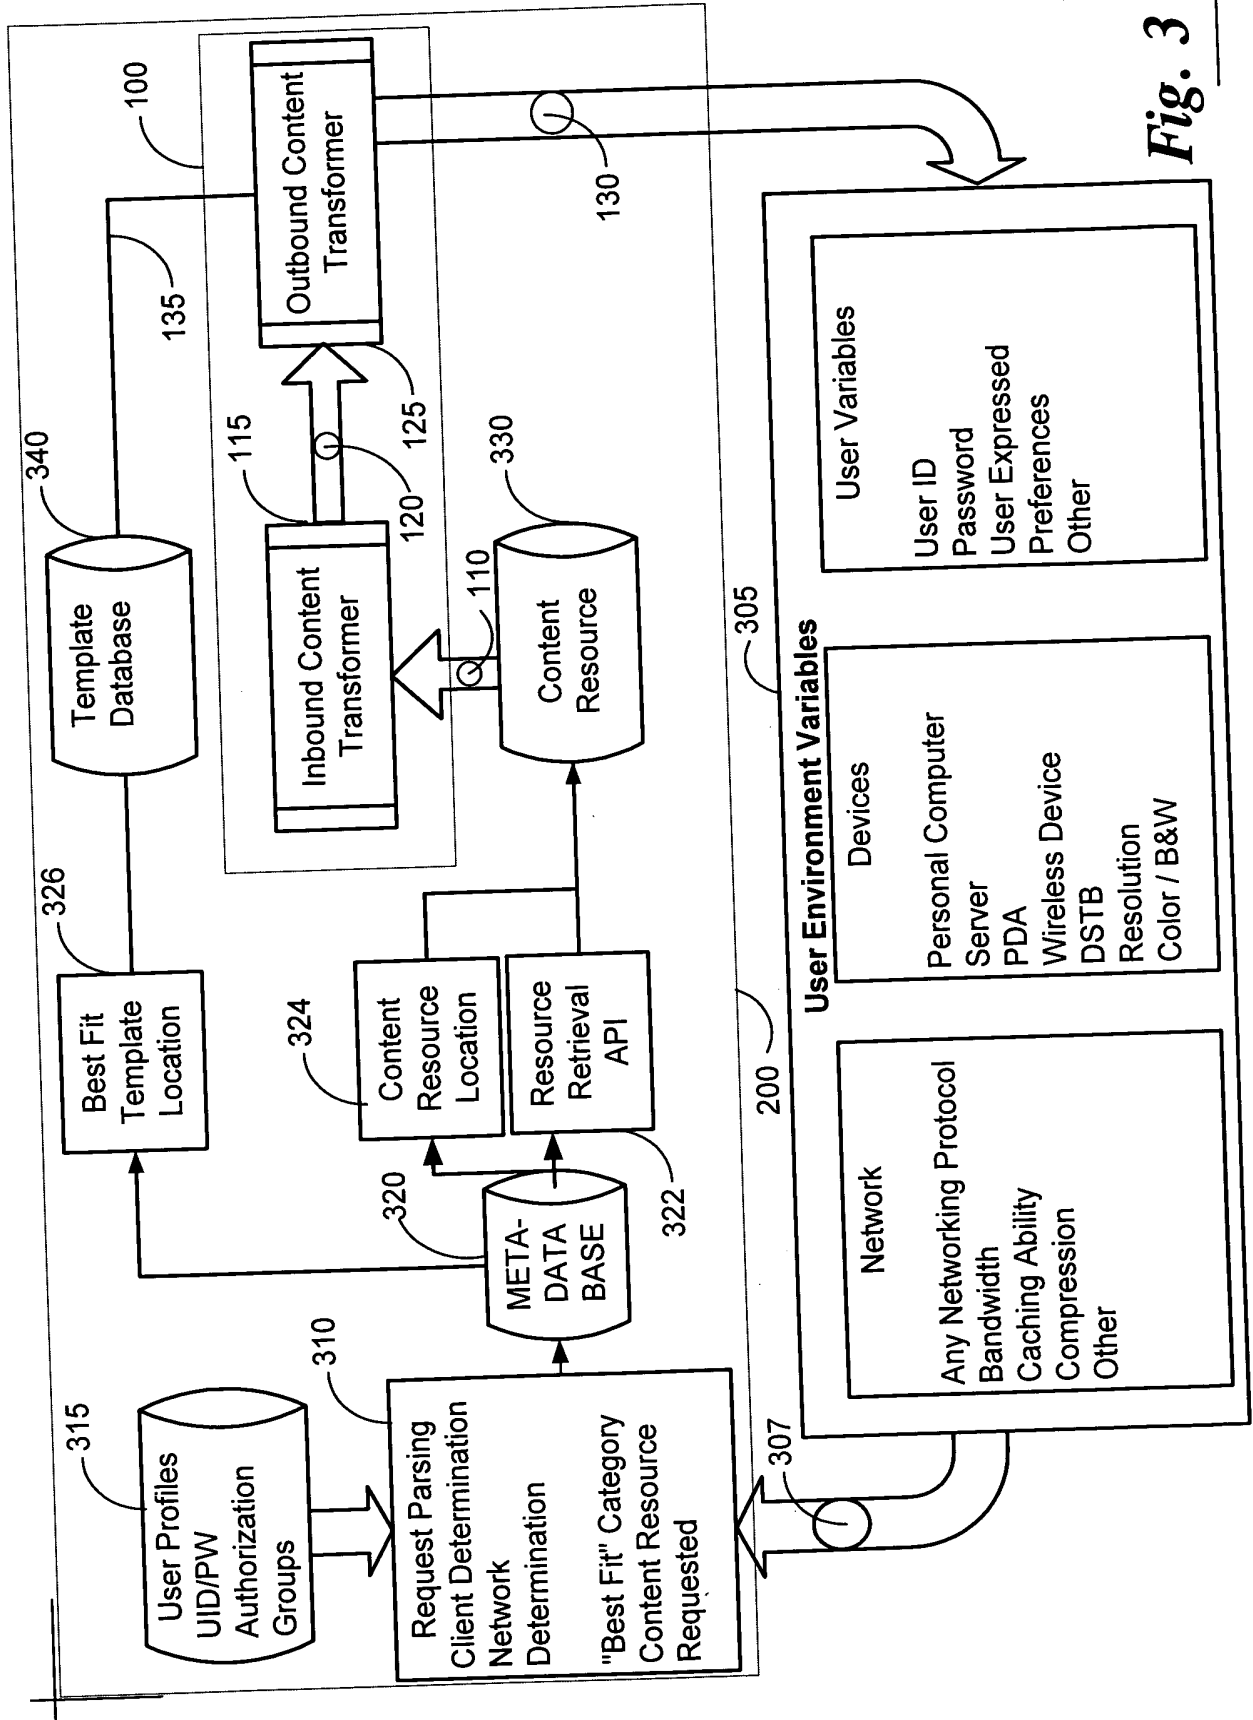 315
User Profiles
UID/PW
Authorization
Groups
310
Request Parsing
Client Determination
Network
Determination
"Best Fit" Category
Content Resource
Requested
307
320
META-
DATA
BASE
326
Best Fit
Template
Location
324
Content
Resource
Location
Resource
Retrieval
API
322
340
Template
Database
135
100
115
Inbound Content
Transformer
120
125
Outbound Content
Transformer
110
330
Content
Resource
130
200
305
User Environment Variables
Network
Any Networking Protocol
Bandwidth
Caching Ability
Compression
Other
Devices
Personal Computer
Server
PDA
Wireless Device
DSTB
Resolution
Color / B&W
User Variables
User ID
Password
User Expressed
Preferences
Other
Fig. 3